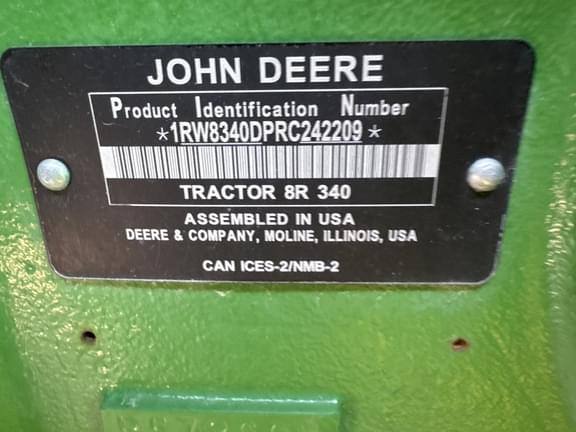 JOHN DEERE
Product Identification Number
*1RW8340DPRC242209*
TRACTOR 8R 340
ASSEMBLED IN USA
DEERE & COMPANY, MOLINE, ILLINOIS, USA
CAN ICES-2/NMB-2